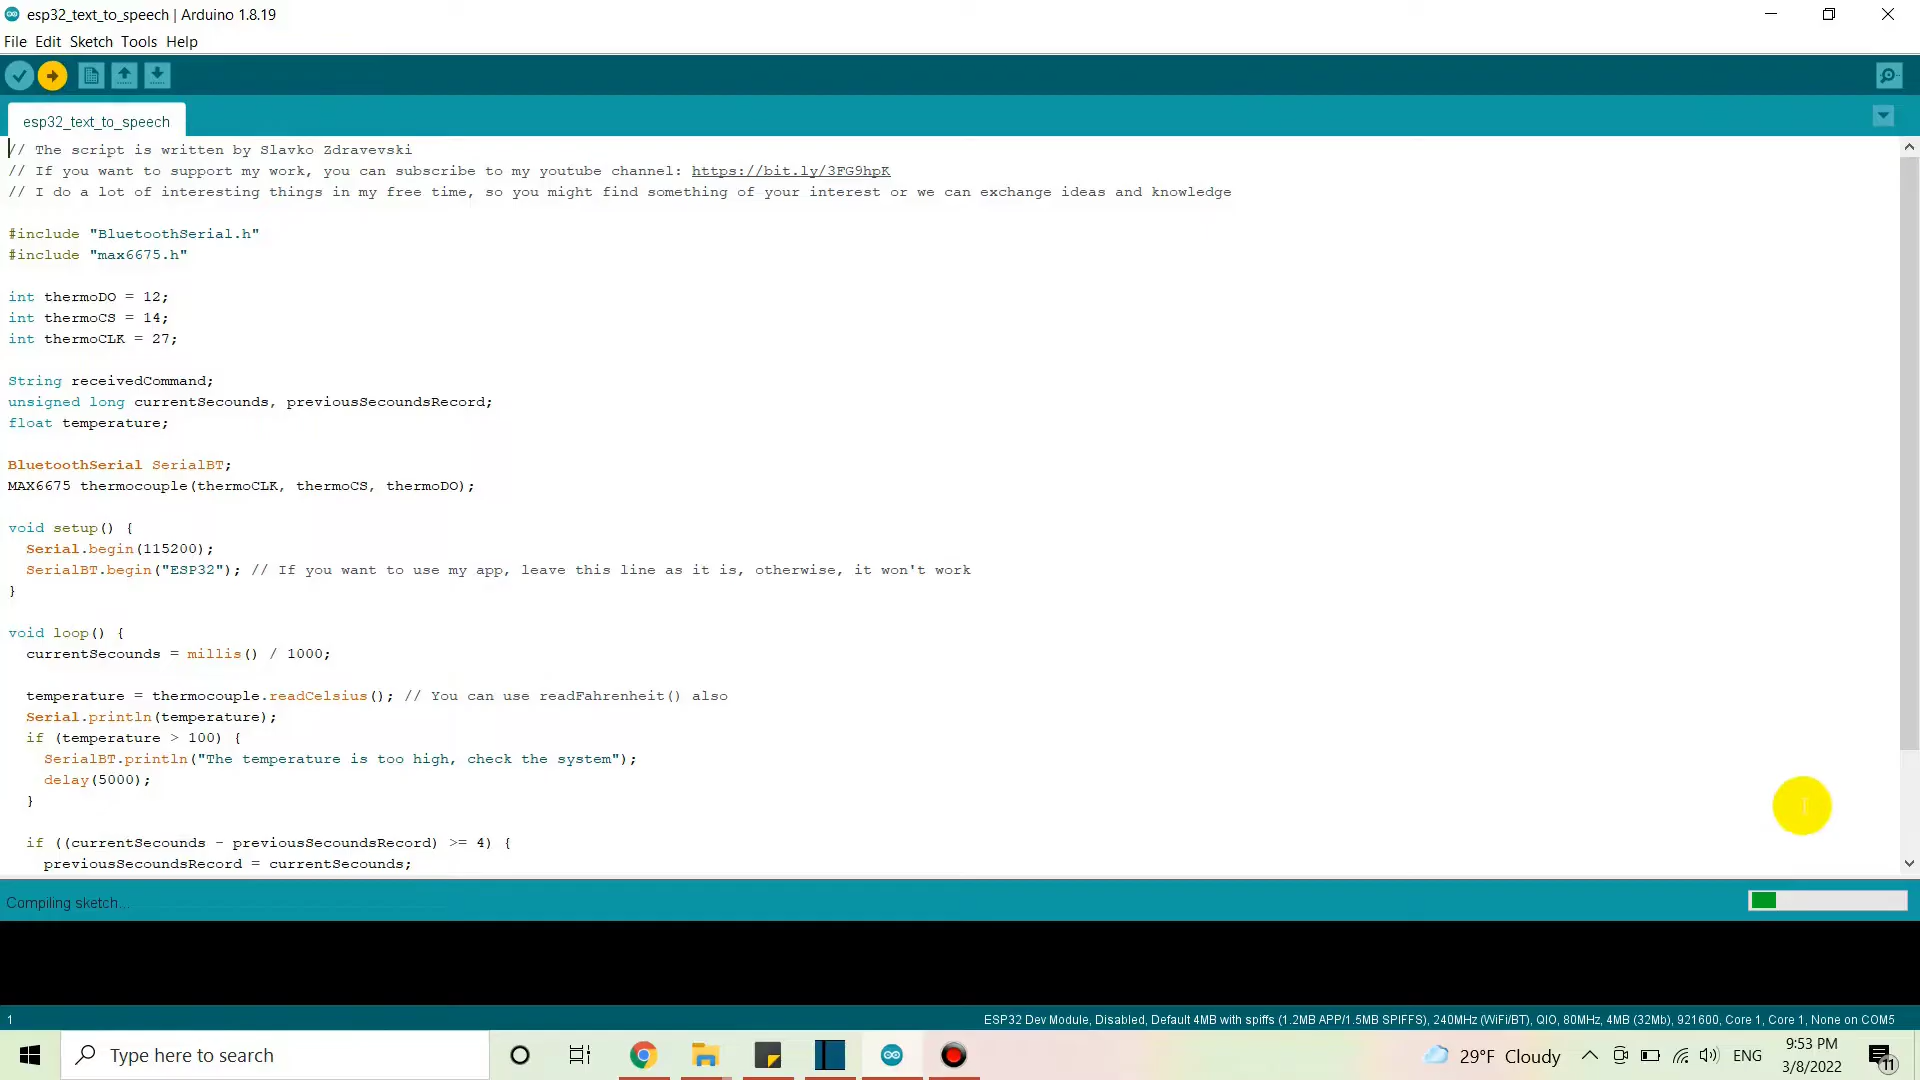 esp32_text_to_speech | Arduino 1.8.19
File Edit Sketch Tools Help
esp32_text_to_speech
// The script is written by Slavko Zdravevski
// If you want to support my work, you can subscribe to my youtube channel: https://bit.ly/3FG9hpK
// I do a lot of interesting things in my free time, so you might find something of your interest or we can exchange ideas and knowledge
#include "BluetoothSerial.h"
#include "max6675.h"
int thermoDO = 12;
int thermoCS = 14;
int thermoCLK = 27;
String receivedCommand;
unsigned long currentSecounds, previousSecoundsRecord;
float temperature;
BluetoothSerial SerialBT;
MAX6675 thermocouple(thermoCLK, thermoCS, thermoDO);
void setup() {
  Serial.begin(115200);
  SerialBT.begin("ESP32"); // If you want to use my app, leave this line as it is, otherwise, it won't work
}
void loop() {
  currentSecounds = millis() / 1000;
  temperature = thermocouple.readCelsius(); // You can use readFahrenheit() also
  Serial.println(temperature);
  if (temperature > 100) {
    SerialBT.println("The temperature is too high, check the system");
    delay(5000);
  }
  if ((currentSecounds - previousSecoundsRecord) >= 4) {
    previousSecoundsRecord = currentSecounds;
Compiling sketch...
1
ESP32 Dev Module, Disabled, Default 4MB with spiffs (1.2MB APP/1.5MB SPIFFS), 240MHz (WiFi/BT), QIO, 80MHz, 4MB (32Mb), 921600, Core 1, Core 1, None on COM5
Type here to search
29°F Cloudy
ENG
9:53 PM
3/8/2022
11